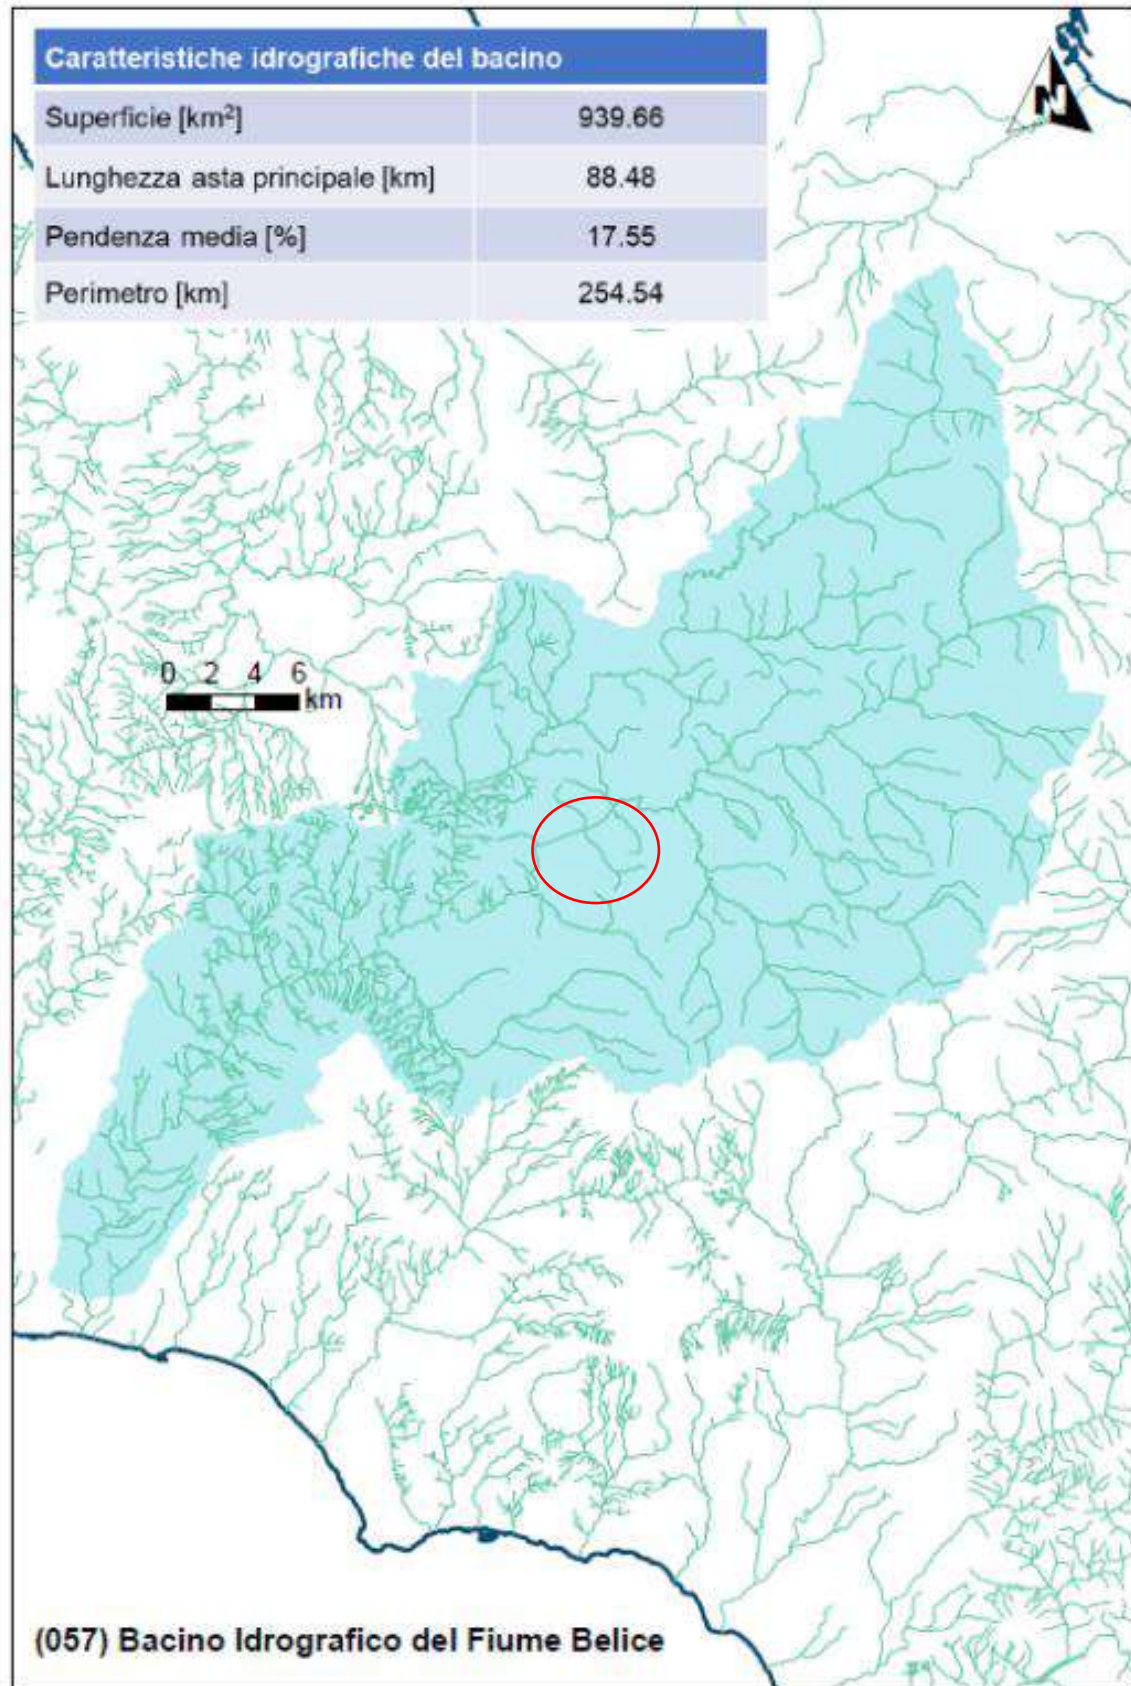 Caratteristiche idrografiche del bacino
Superficie [km²] 939.66
Lunghezza asta principale [km] 88.48
Pendenza media [%] 17.55
Perimetro [km] 254.54
N
0 2 4 6
km
(057) Bacino Idrografico del Fiume Belice